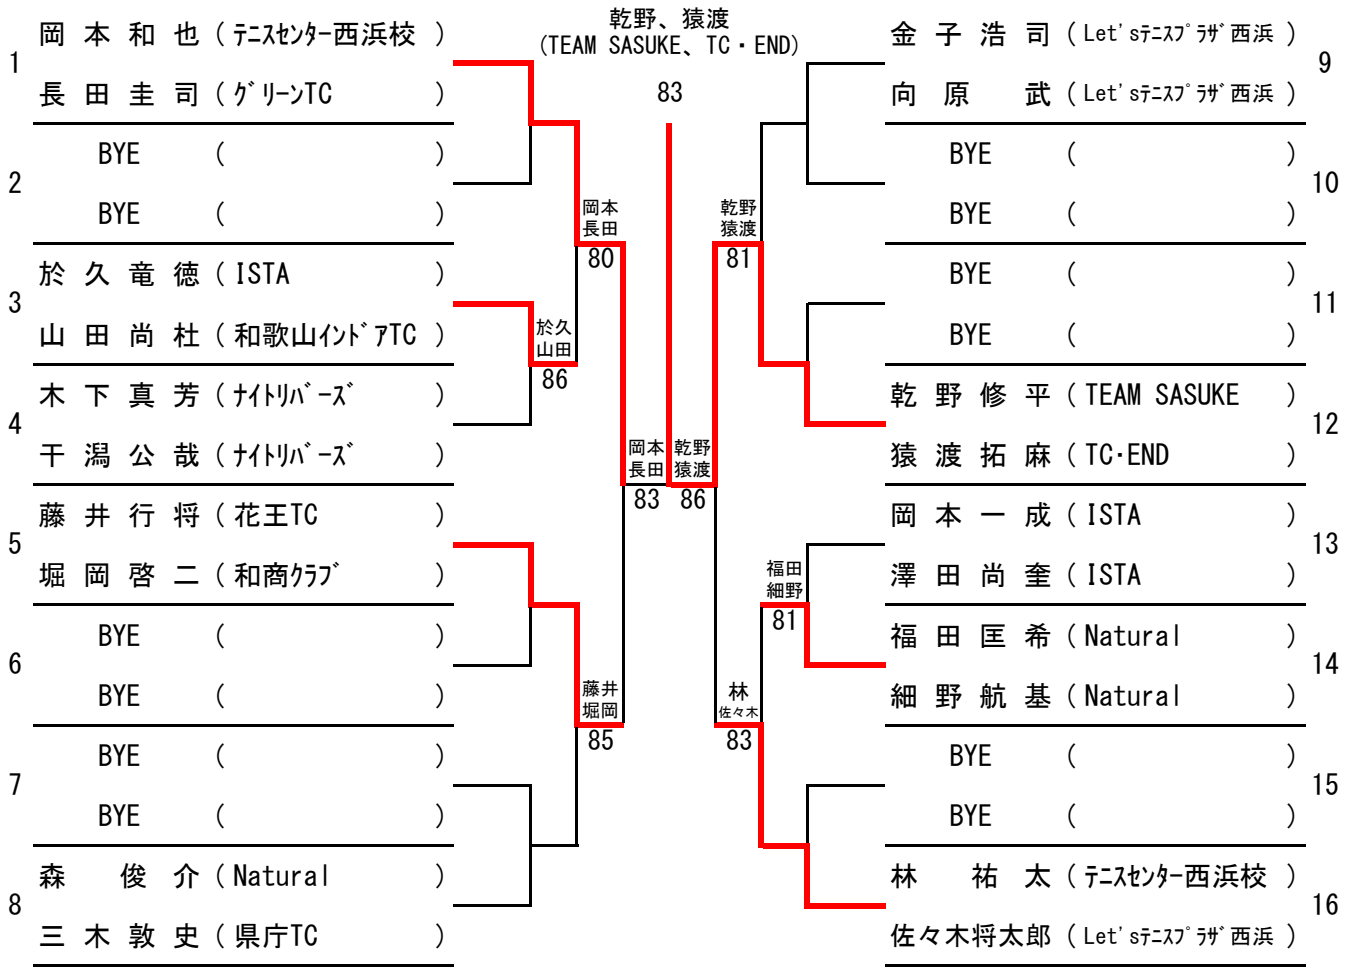 乾野、猿渡
(TEAM SASUKE、TC・END)
83
1
岡本和也(テニスセンター西浜校)
長田圭司(グリーンTC)
2
BYE()
BYE()
3
於久竜徳(ISTA)
山田尚杜(和歌山インドアTC)
4
木下真芳(ナイトリバーズ)
干潟公哉(ナイトリバーズ)
5
藤井行将(花王TC)
堀岡啓二(和商クラブ)
6
BYE()
BYE()
7
BYE()
BYE()
8
森俊介(Natural)
三木敦史(県庁TC)
於久
山田
86
岡本
長田
80
藤井
堀岡
85
岡本
長田
83
乾野
猿渡
86
乾野
猿渡
81
林
佐々木
83
福田
細野
81
金子浩司(Let'sテニスプラザ西浜)
向原武(Let'sテニスプラザ西浜)
9
BYE()
BYE()
10
BYE()
BYE()
11
乾野修平(TEAM SASUKE)
猿渡拓麻(TC・END)
12
岡本一成(ISTA)
澤田尚奎(ISTA)
13
福田匡希(Natural)
細野航基(Natural)
14
BYE()
BYE()
15
林祐太(テニスセンター西浜校)
佐々木将太郎(Let'sテニスプラザ西浜)
16